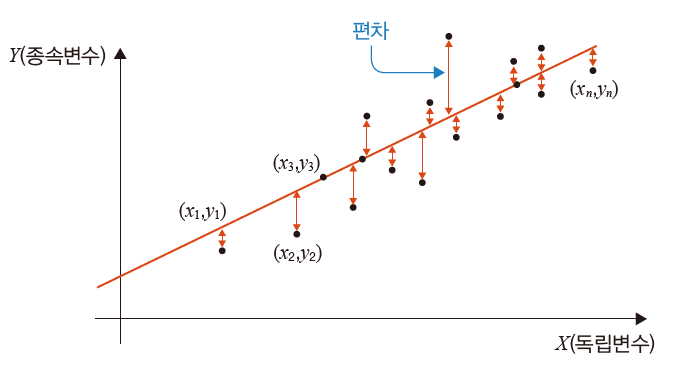 편차
Y(종속변수)
(xn,yn)
(x3,y3)
(x1,y1)
(x2,y2)
X(독립변수)